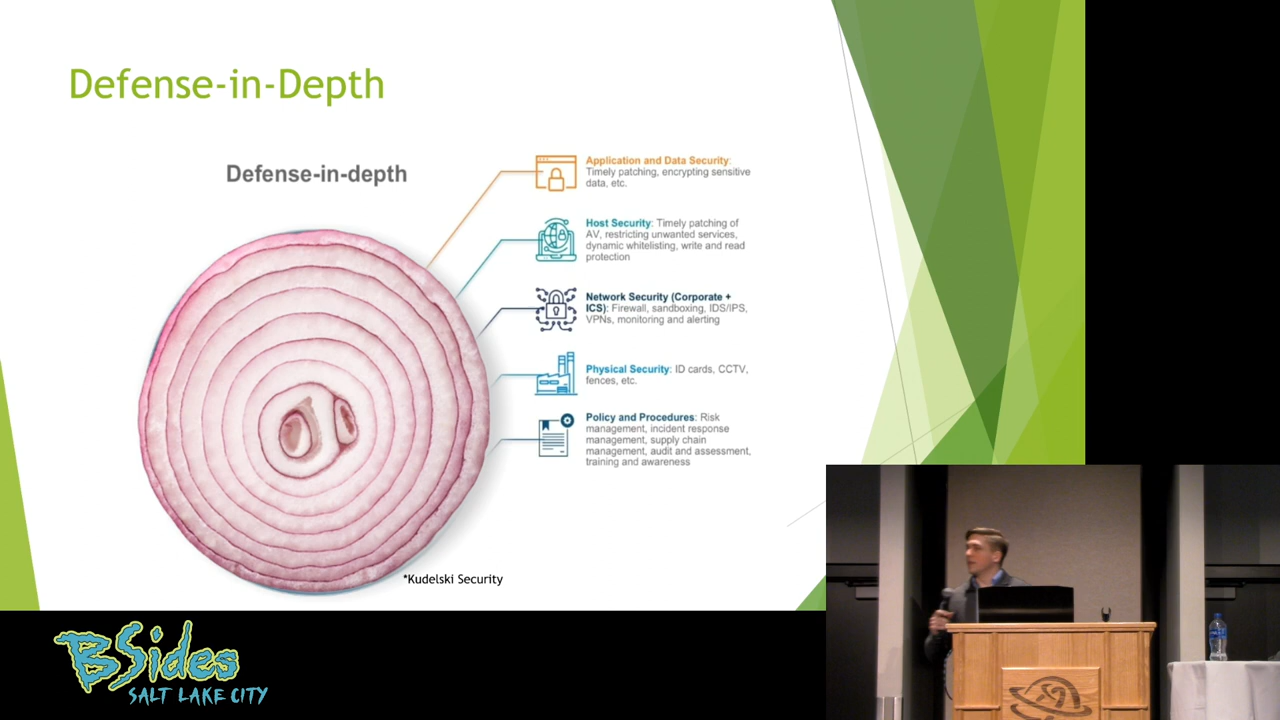 Defense-in-Depth
Defense-in-depth
Application and Data Security:
Timely patching, encrypting sensitive
data, etc.
Host Security: Timely patching of
AV, restricting unwanted services,
dynamic whitelisting, write and read
protection
Network Security (Corporate +
ICS): Firewall, sandboxing, IDS/IPS,
VPNs, monitoring and alerting
Physical Security: ID cards, CCTV,
fences, etc.
Policy and Procedures: Risk
management, incident response
management, supply chain
management, audit and assessment,
training and awareness
*Kudelski Security
BSides
SALT LAKE CITY